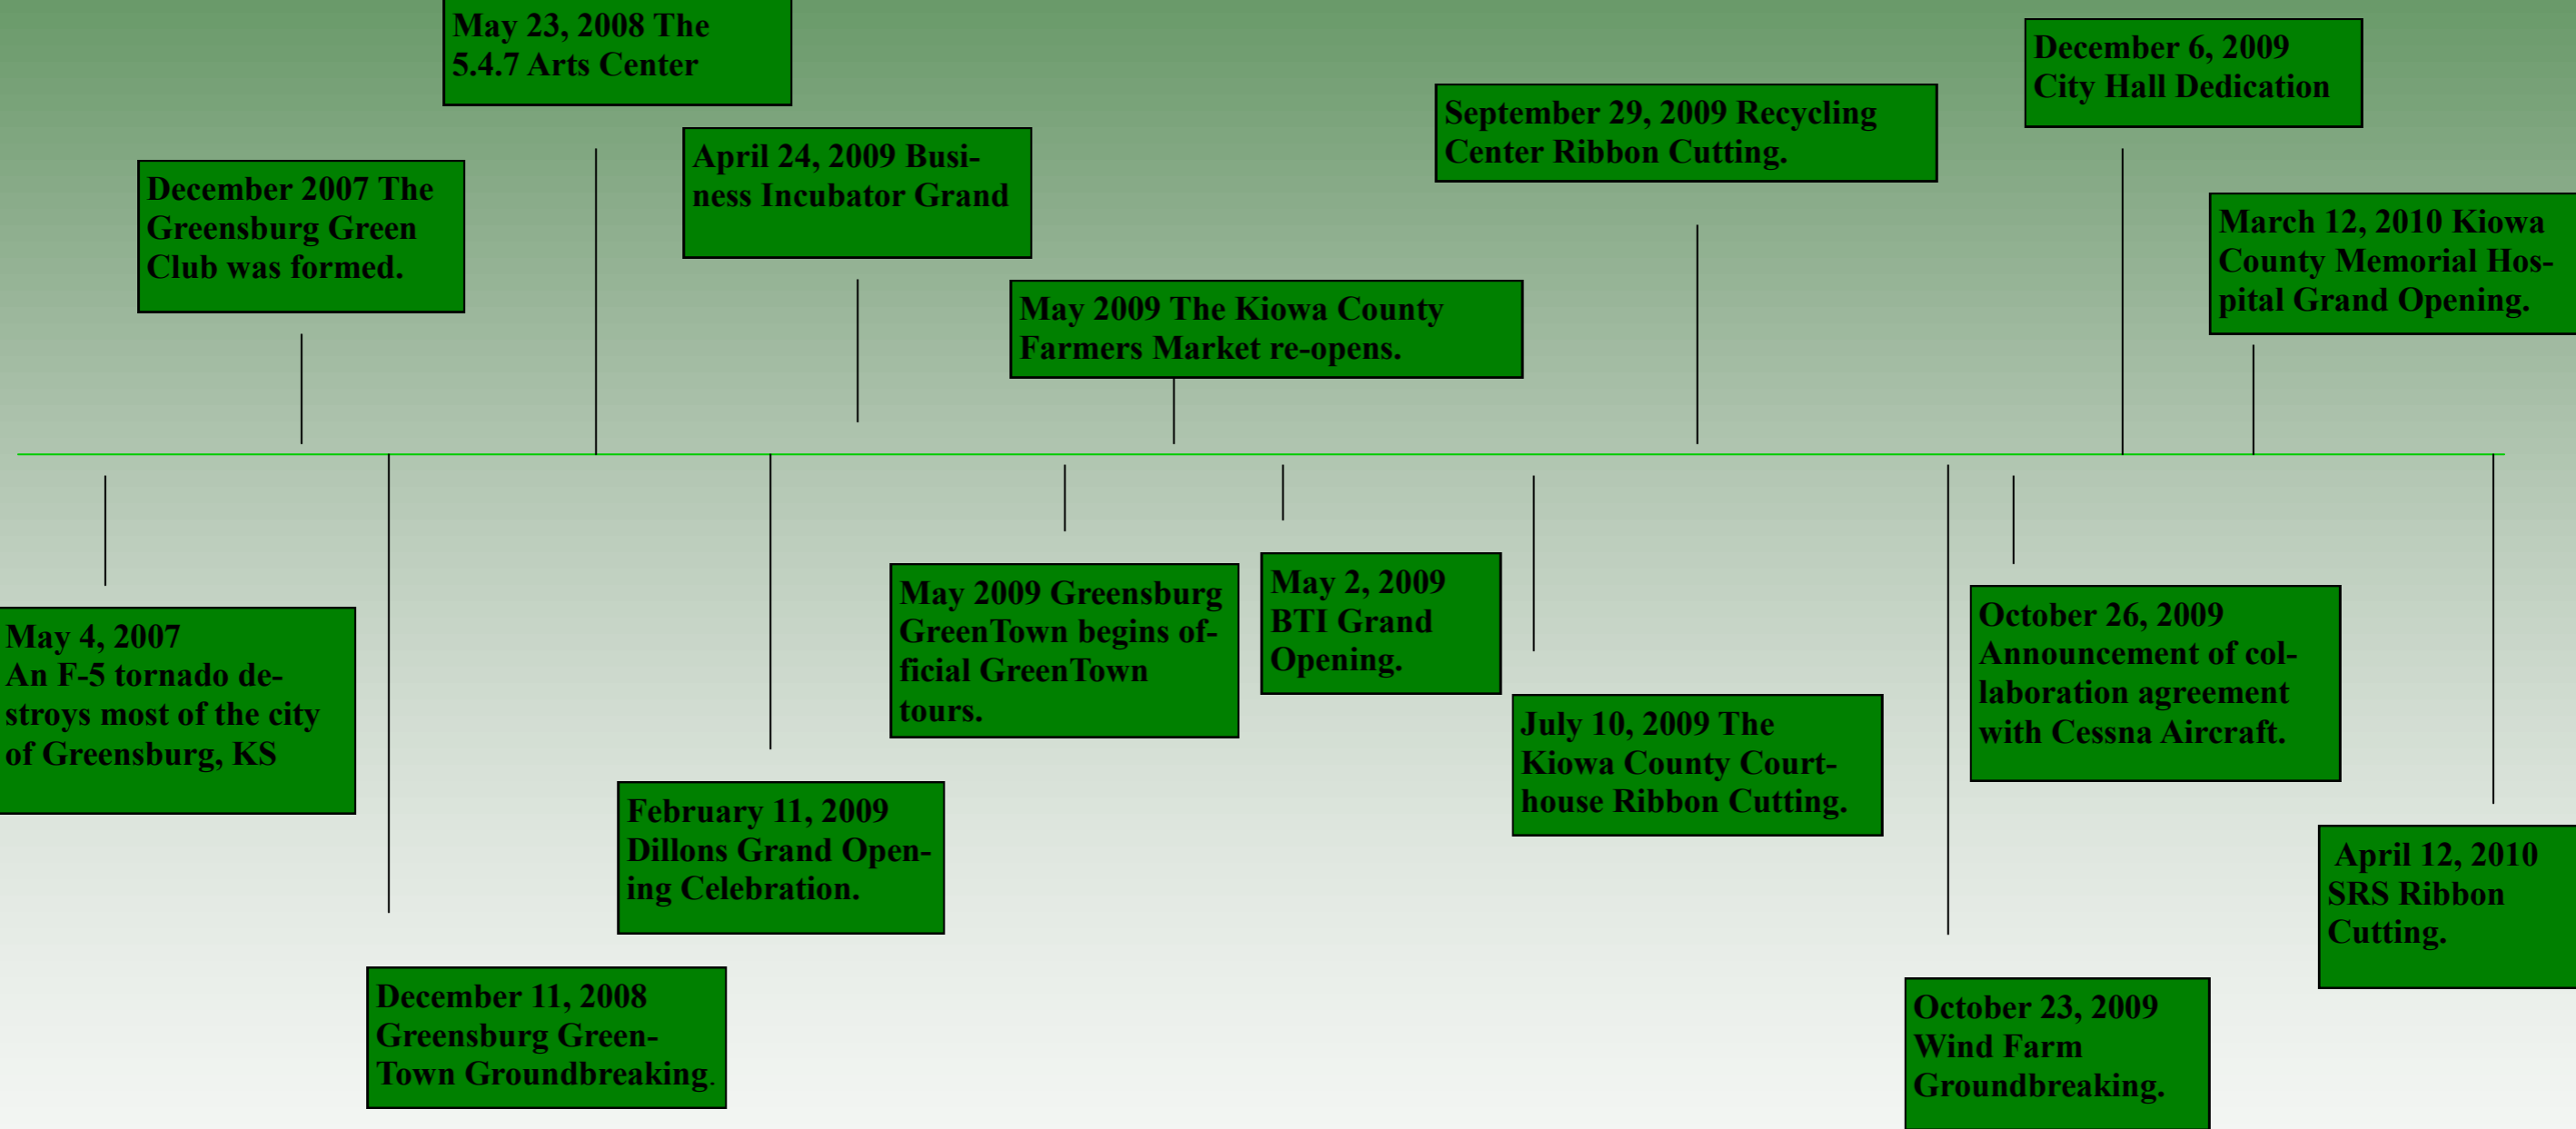 May 23, 2008 The
5.4.7 Arts Center
December 6, 2009
City Hall Dedication
September 29, 2009 Recycling
Center Ribbon Cutting.
April 24, 2009 Busi-
ness Incubator Grand
December 2007 The
Greensburg Green
Club was formed.
March 12, 2010 Kiowa
County Memorial Hos-
pital Grand Opening.
May 2009 The Kiowa County
Farmers Market re-opens.
May 4, 2007
An F-5 tornado de-
stroys most of the city
of Greensburg, KS
May 2009 Greensburg
GreenTown begins of-
ficial GreenTown
tours.
May 2, 2009
BTI Grand
Opening.
October 26, 2009
Announcement of col-
laboration agreement
with Cessna Aircraft.
July 10, 2009 The
Kiowa County Court-
house Ribbon Cutting.
February 11, 2009
Dillons Grand Open-
ing Celebration.
April 12, 2010
SRS Ribbon
Cutting.
December 11, 2008
Greensburg Green-
Town Groundbreaking.
October 23, 2009
Wind Farm
Groundbreaking.